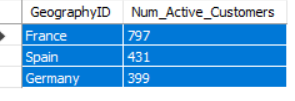 GeographyID Num_Active_Customers
France 797
Spain 431
Germany 399